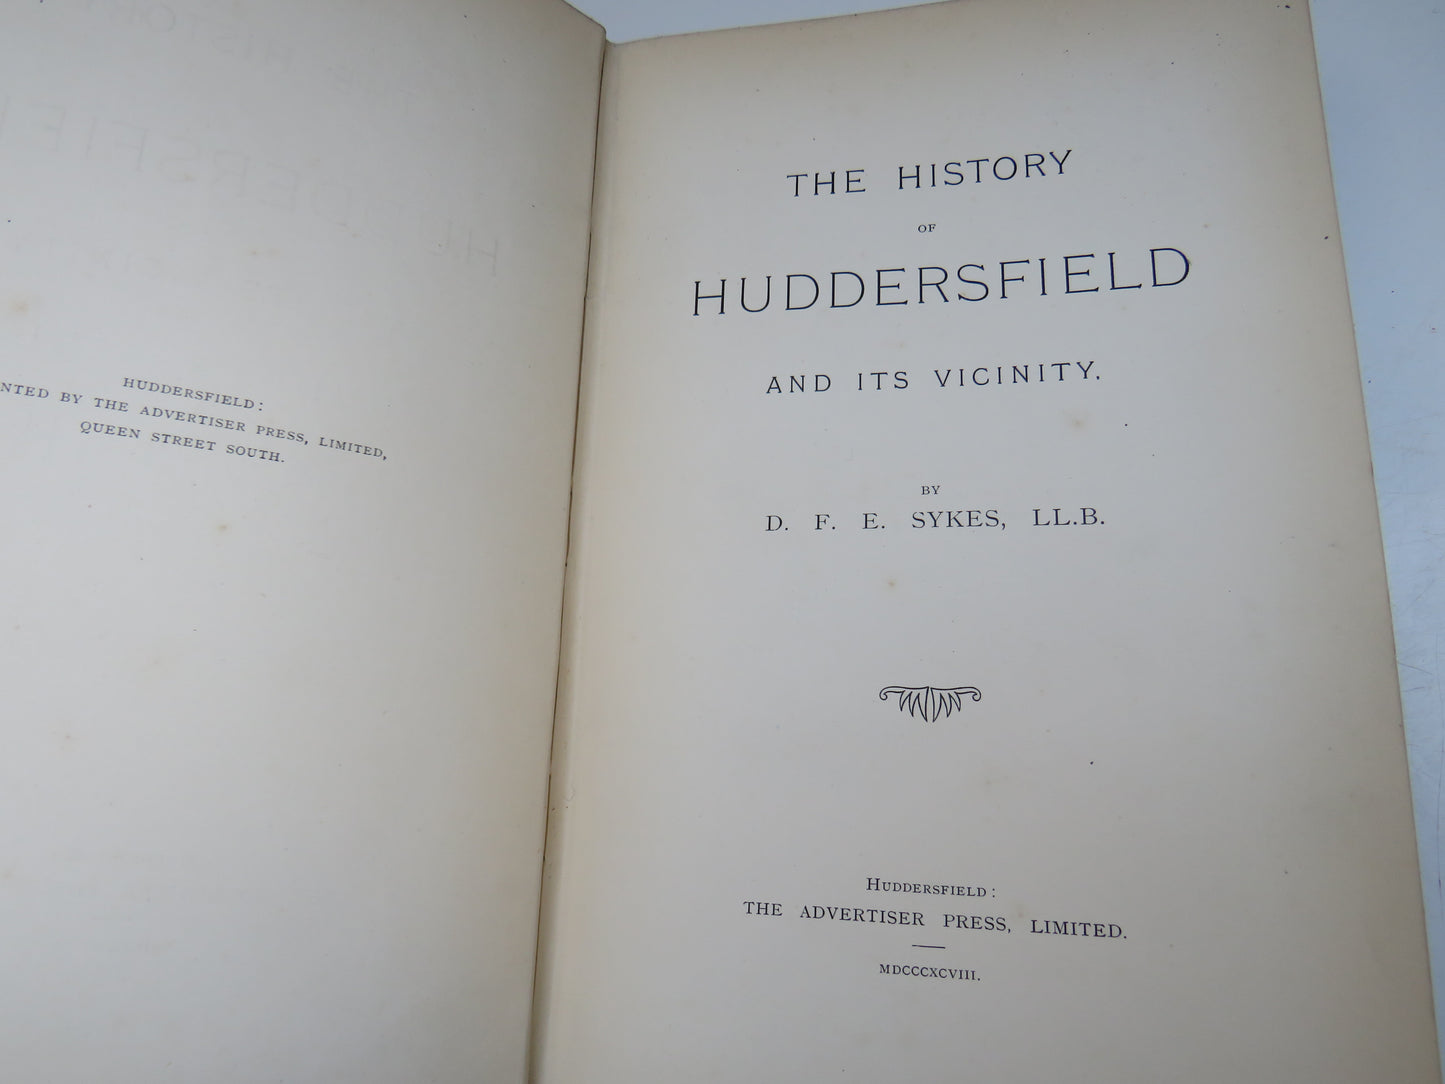 HUDDERSFIELD:
NTED BY THE ADVERTISER PRESS, LIMITED,
QUEEN STREET SOUTH.
THE HISTORY
OF
HUDDERSFIELD
AND ITS VICINITY.
BY
D. F. E. SYKES, LL.B.
HUDDERSFIELD:
THE ADVERTISER PRESS, LIMITED.
MDCCCXCVIII.